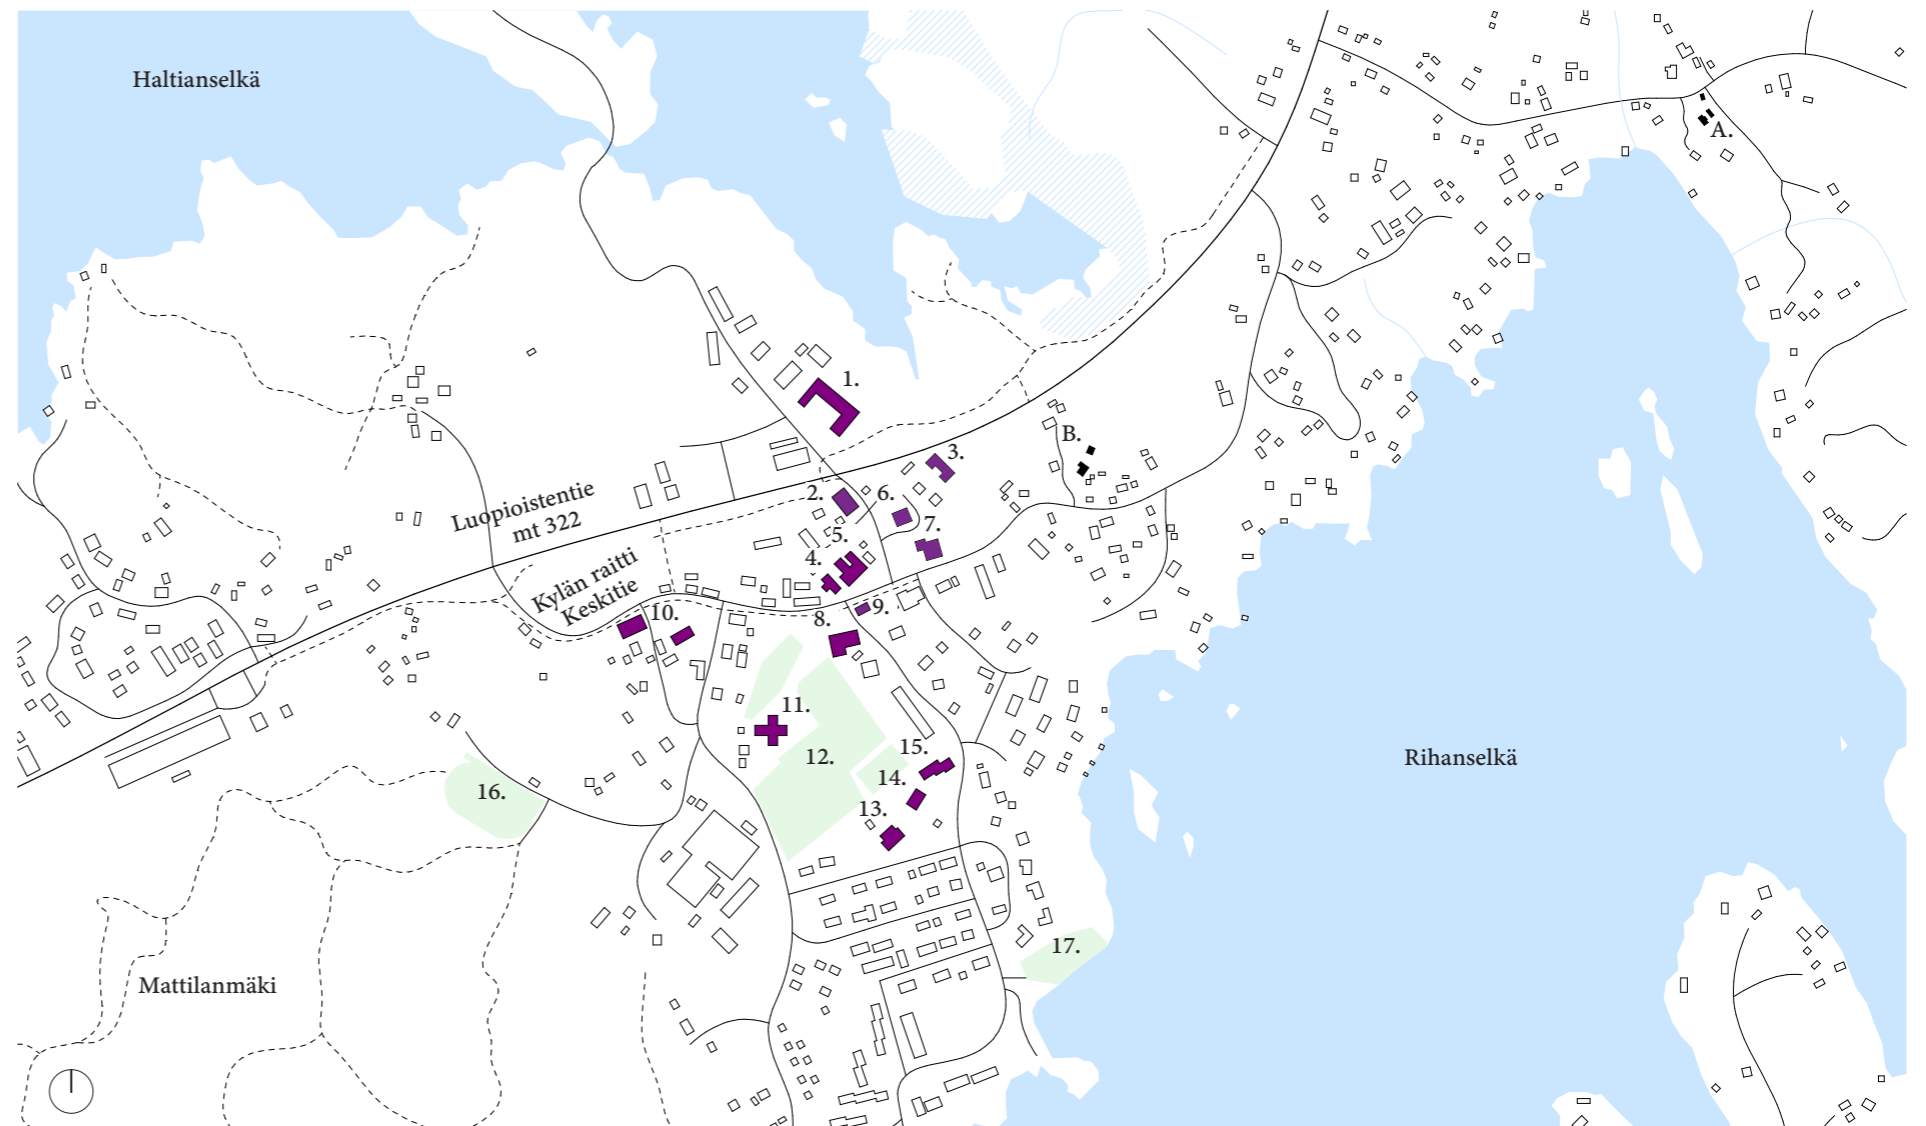 Haltianselkä
A.
1.
B.
3.
2.
6.
Luopioistentie
mt 322
7.
5.
4.
Kylän raitti
Keskitie
10.
9.
8.
11.
15.
12.
Rihanselkä
14.
16.
13.
17.
Mattilanmäki